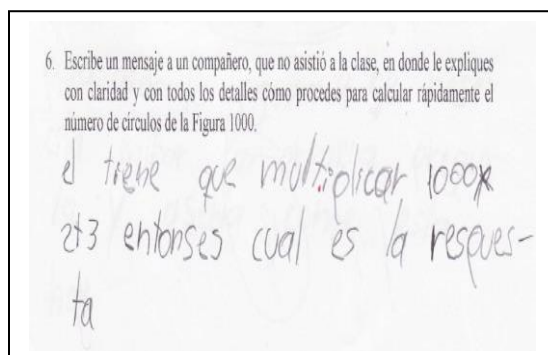 6. Escribe un mensaje a un compañero, que no asistió a la clase, en donde le expliques
con claridad y con todos los detalles cómo procedes para calcular rápidamente el
número de círculos de la Figura 1000.
el tiene que multiplicar 1000x
2+3 entonses cual es la respues-
ta